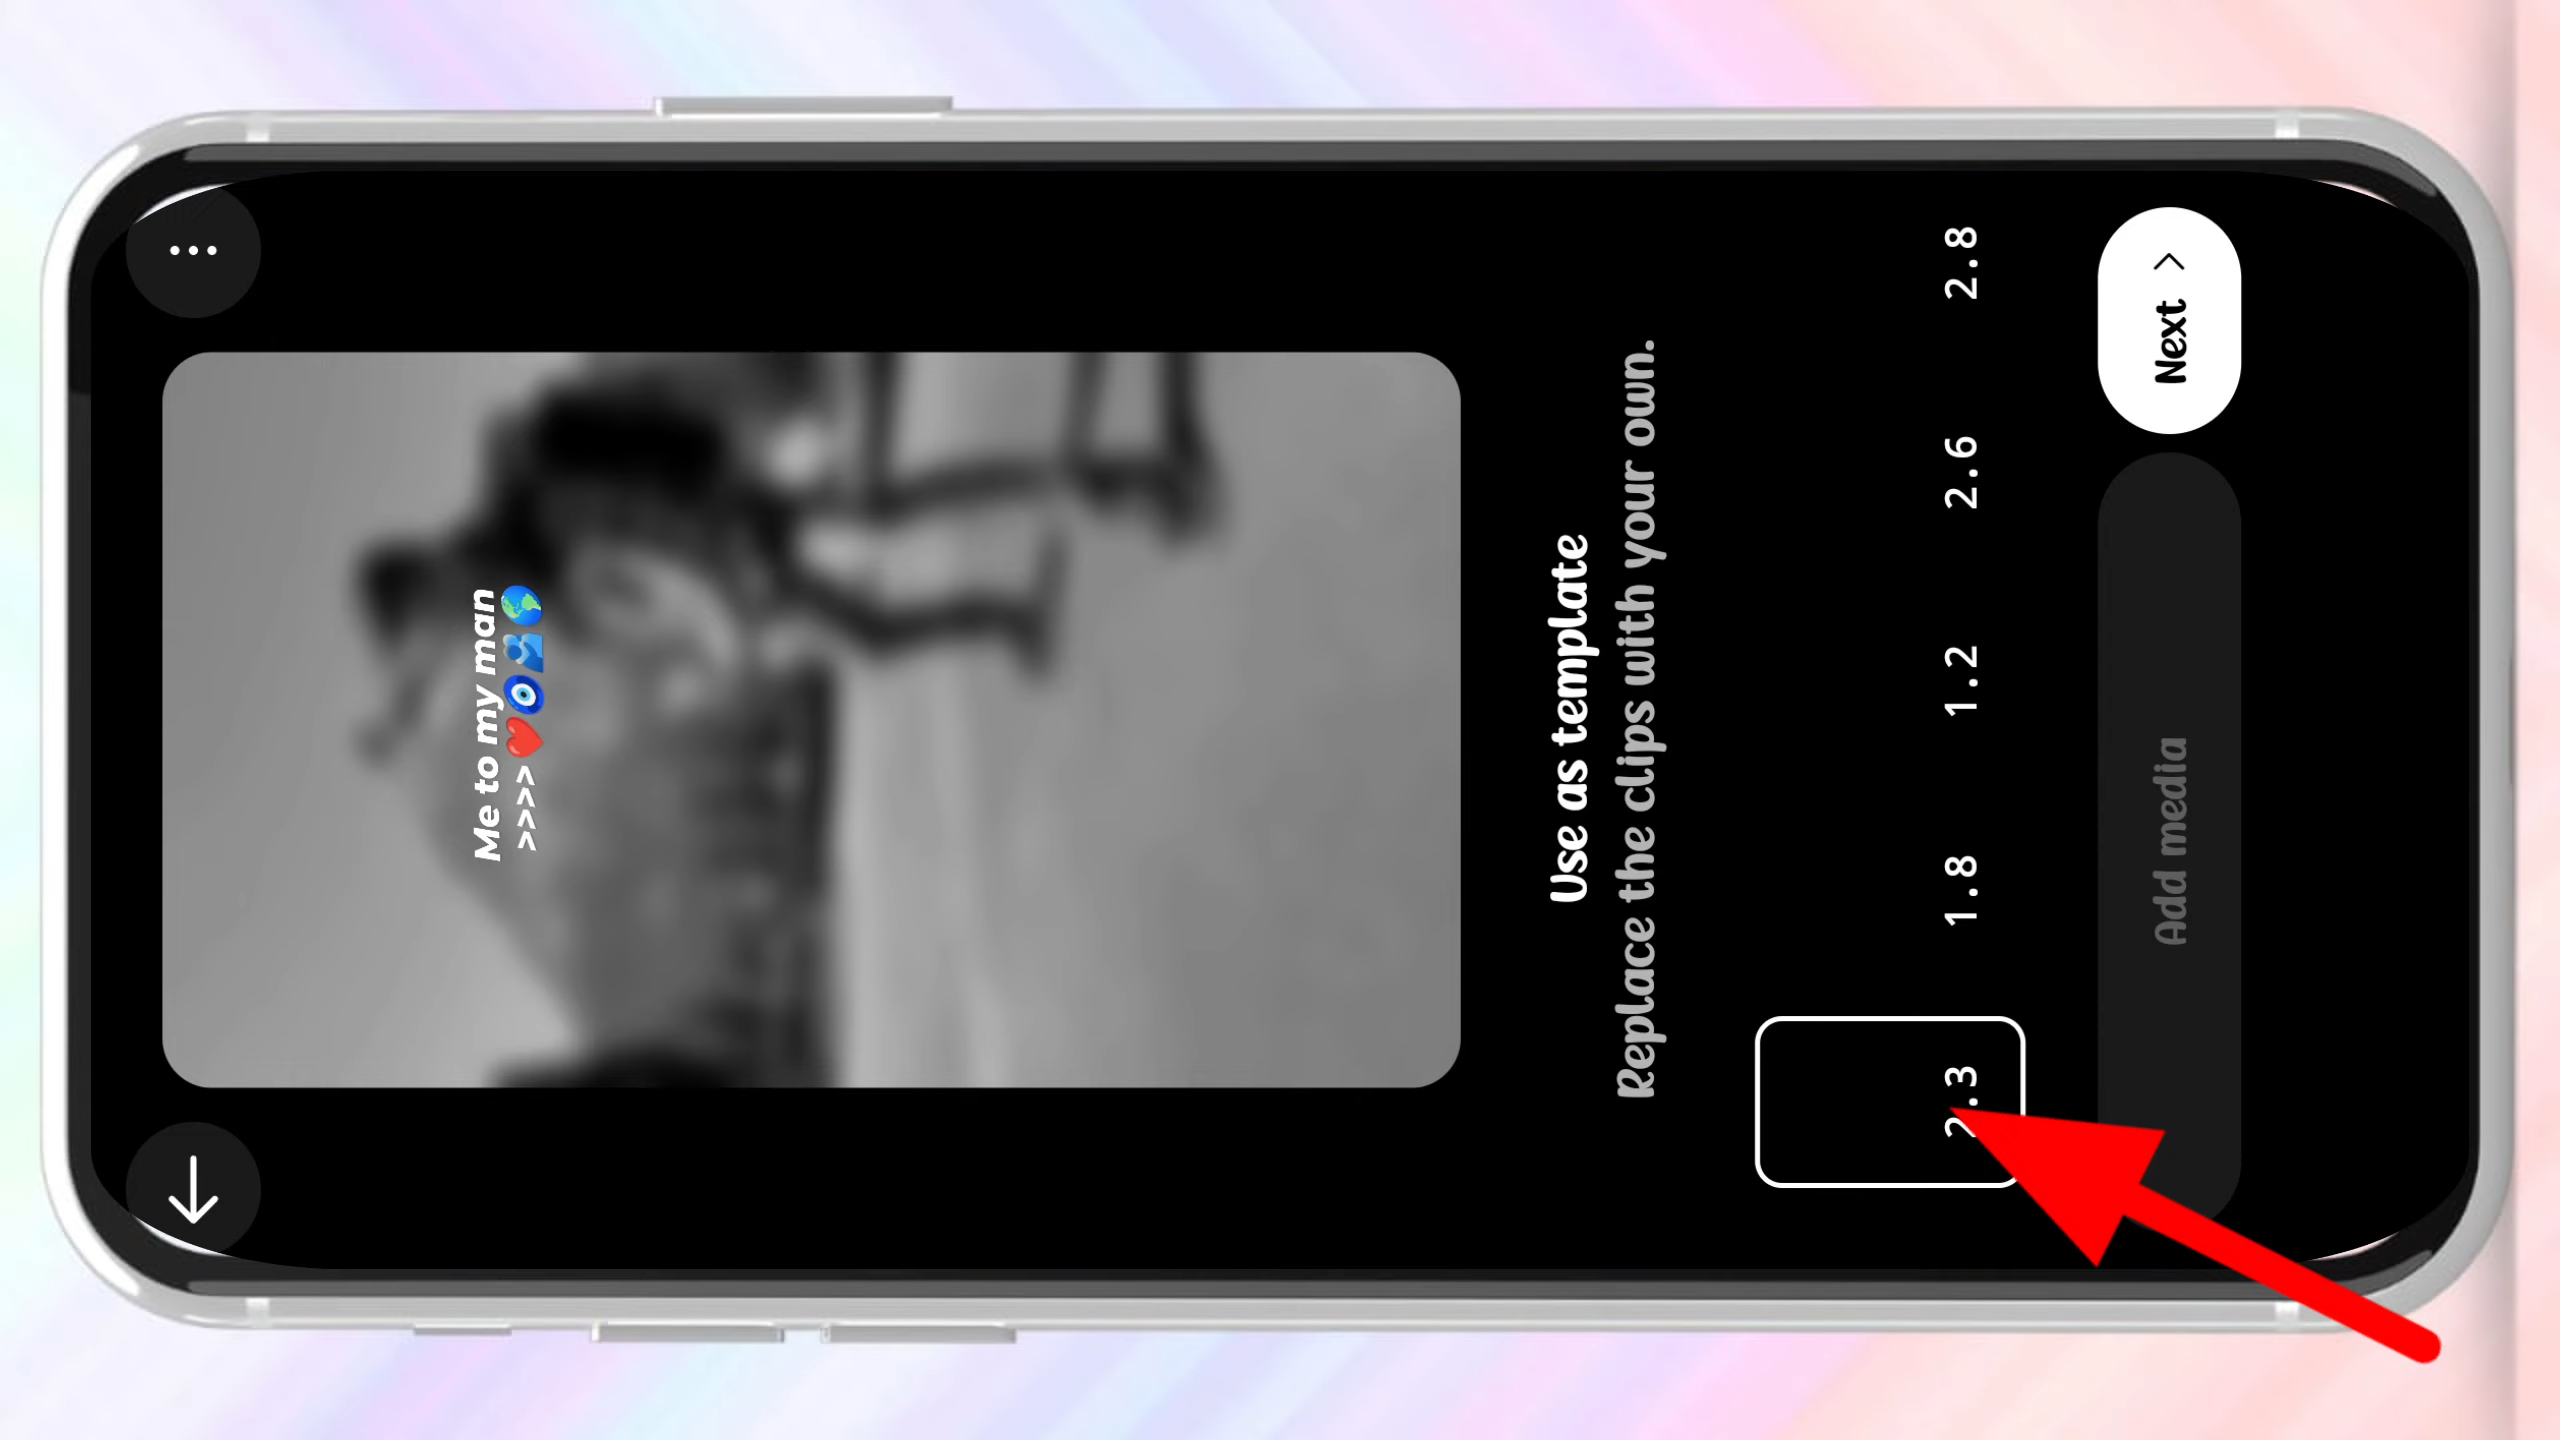 Me to my man
>>>>❤️🧿🫂🌎
Use as template
Replace the clips with your own.
2.3
1.8
1.2
2.6
2.8
Add media
Next >